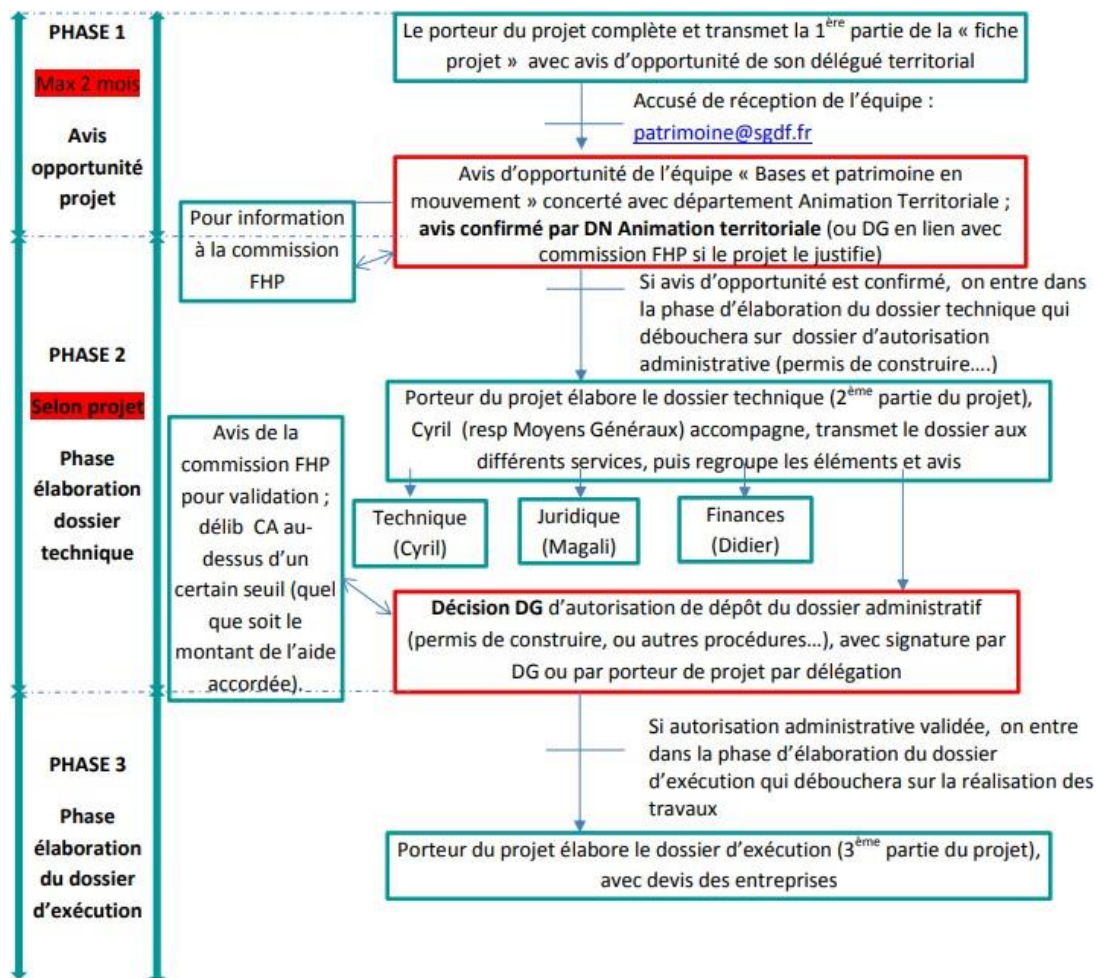 PHASE 1
Max 2 mois
Avis
opportunité
projet
Le porteur du projet complète et transmet la 1ère partie de la « fiche
projet » avec avis d'opportunité de son délégué territorial
Accusé de réception de l'équipe :
patrimoine@sgdf.fr
Avis d'opportunité de l'équipe « Bases et patrimoine en
mouvement » concerté avec département Animation Territoriale ;
avis confirmé par DN Animation territoriale (ou DG en lien avec
commission FHP si le projet le justifie)
Pour information
à la commission
FHP
Si avis d'opportunité est confirmé, on entre dans
la phase d'élaboration du dossier technique qui
débouchera sur dossier d'autorisation
administrative (permis de construire….)
PHASE 2
Selon projet
Phase
élaboration
dossier
technique
Porteur du projet élabore le dossier technique (2ème partie du projet),
Cyril (resp Moyens Généraux) accompagne, transmet le dossier aux
différents services, puis regroupe les éléments et avis
Avis de la
commission FHP
pour validation ;
délib CA au-
dessus d'un
certain seuil (quel
que soit le
montant de l'aide
accordée).
Technique
(Cyril)
Juridique
(Magali)
Finances
(Didier)
Décision DG d'autorisation de dépôt du dossier administratif
(permis de construire, ou autres procédures…), avec signature par
DG ou par porteur de projet par délégation
Si autorisation administrative validée, on entre
dans la phase d'élaboration du dossier
d'exécution qui débouchera sur la réalisation des
travaux
PHASE 3
Phase
élaboration
du dossier
d'exécution
Porteur du projet élabore le dossier d'exécution (3ème partie du projet),
avec devis des entreprises